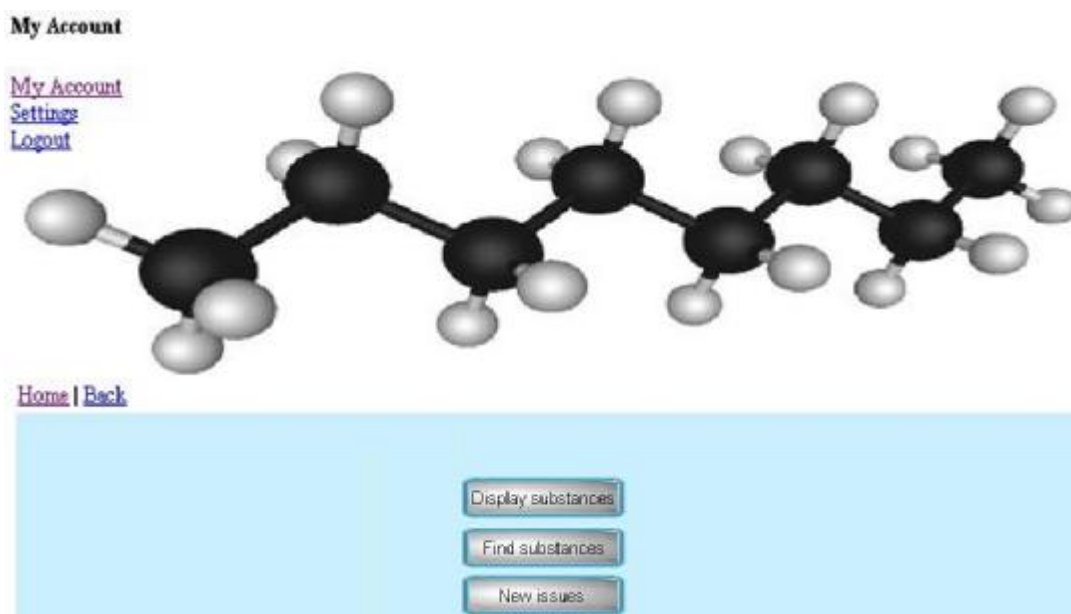 My Account
My Account
Settings
Logout
Home | Back
Display substances
Find substances
New issues